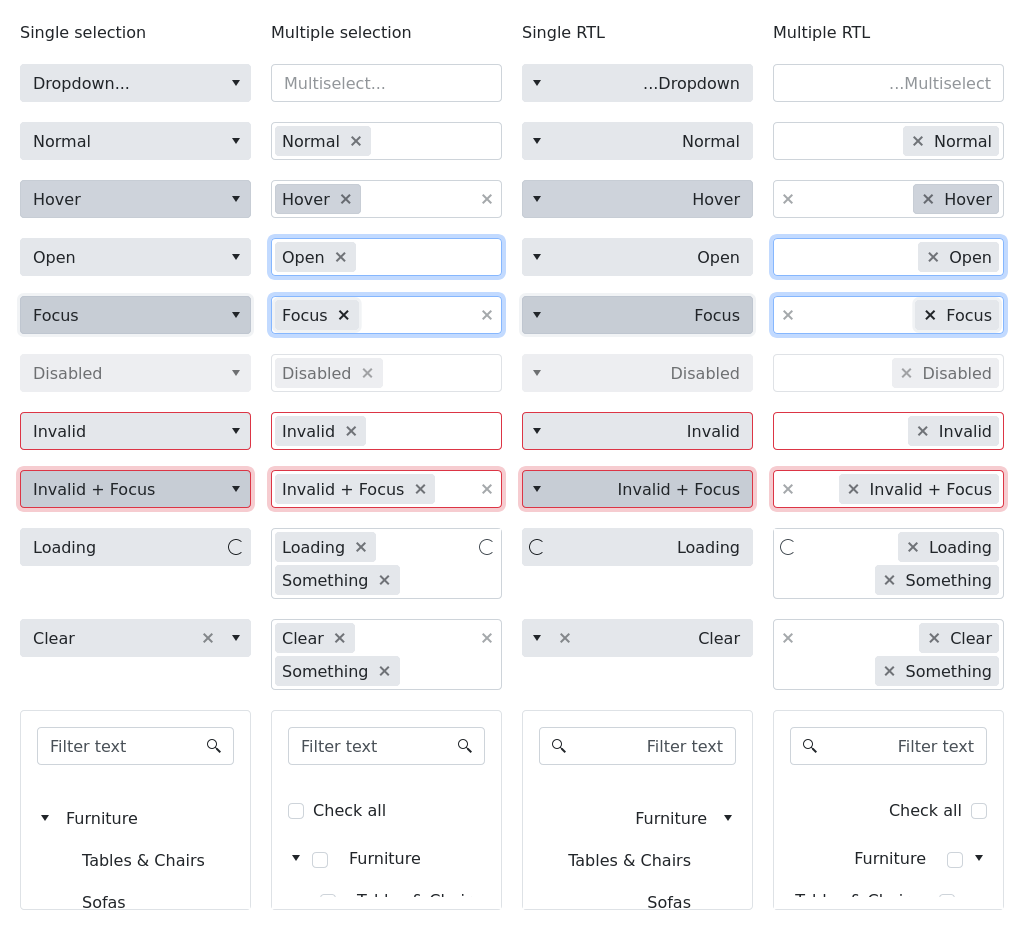 Single selection Multiple selection Single RTL Multiple RTL
Dropdown... Multiselect... ...Dropdown ...Multiselect
Normal Normal Normal Normal
Hover Hover Hover Hover
Open Open Open Open
Focus Focus Focus Focus
Disabled Disabled Disabled Disabled
Invalid Invalid Invalid Invalid
Invalid + Focus Invalid + Focus Invalid + Focus Invalid + Focus
Loading Loading Loading Loading
Something Something
Clear Clear Clear Clear
Something Something
Filter text Filter text Filter text Filter text
Check all Check all
Furniture Furniture
Furniture Furniture
Tables & Chairs Tables & Chairs
Sofas Sofas